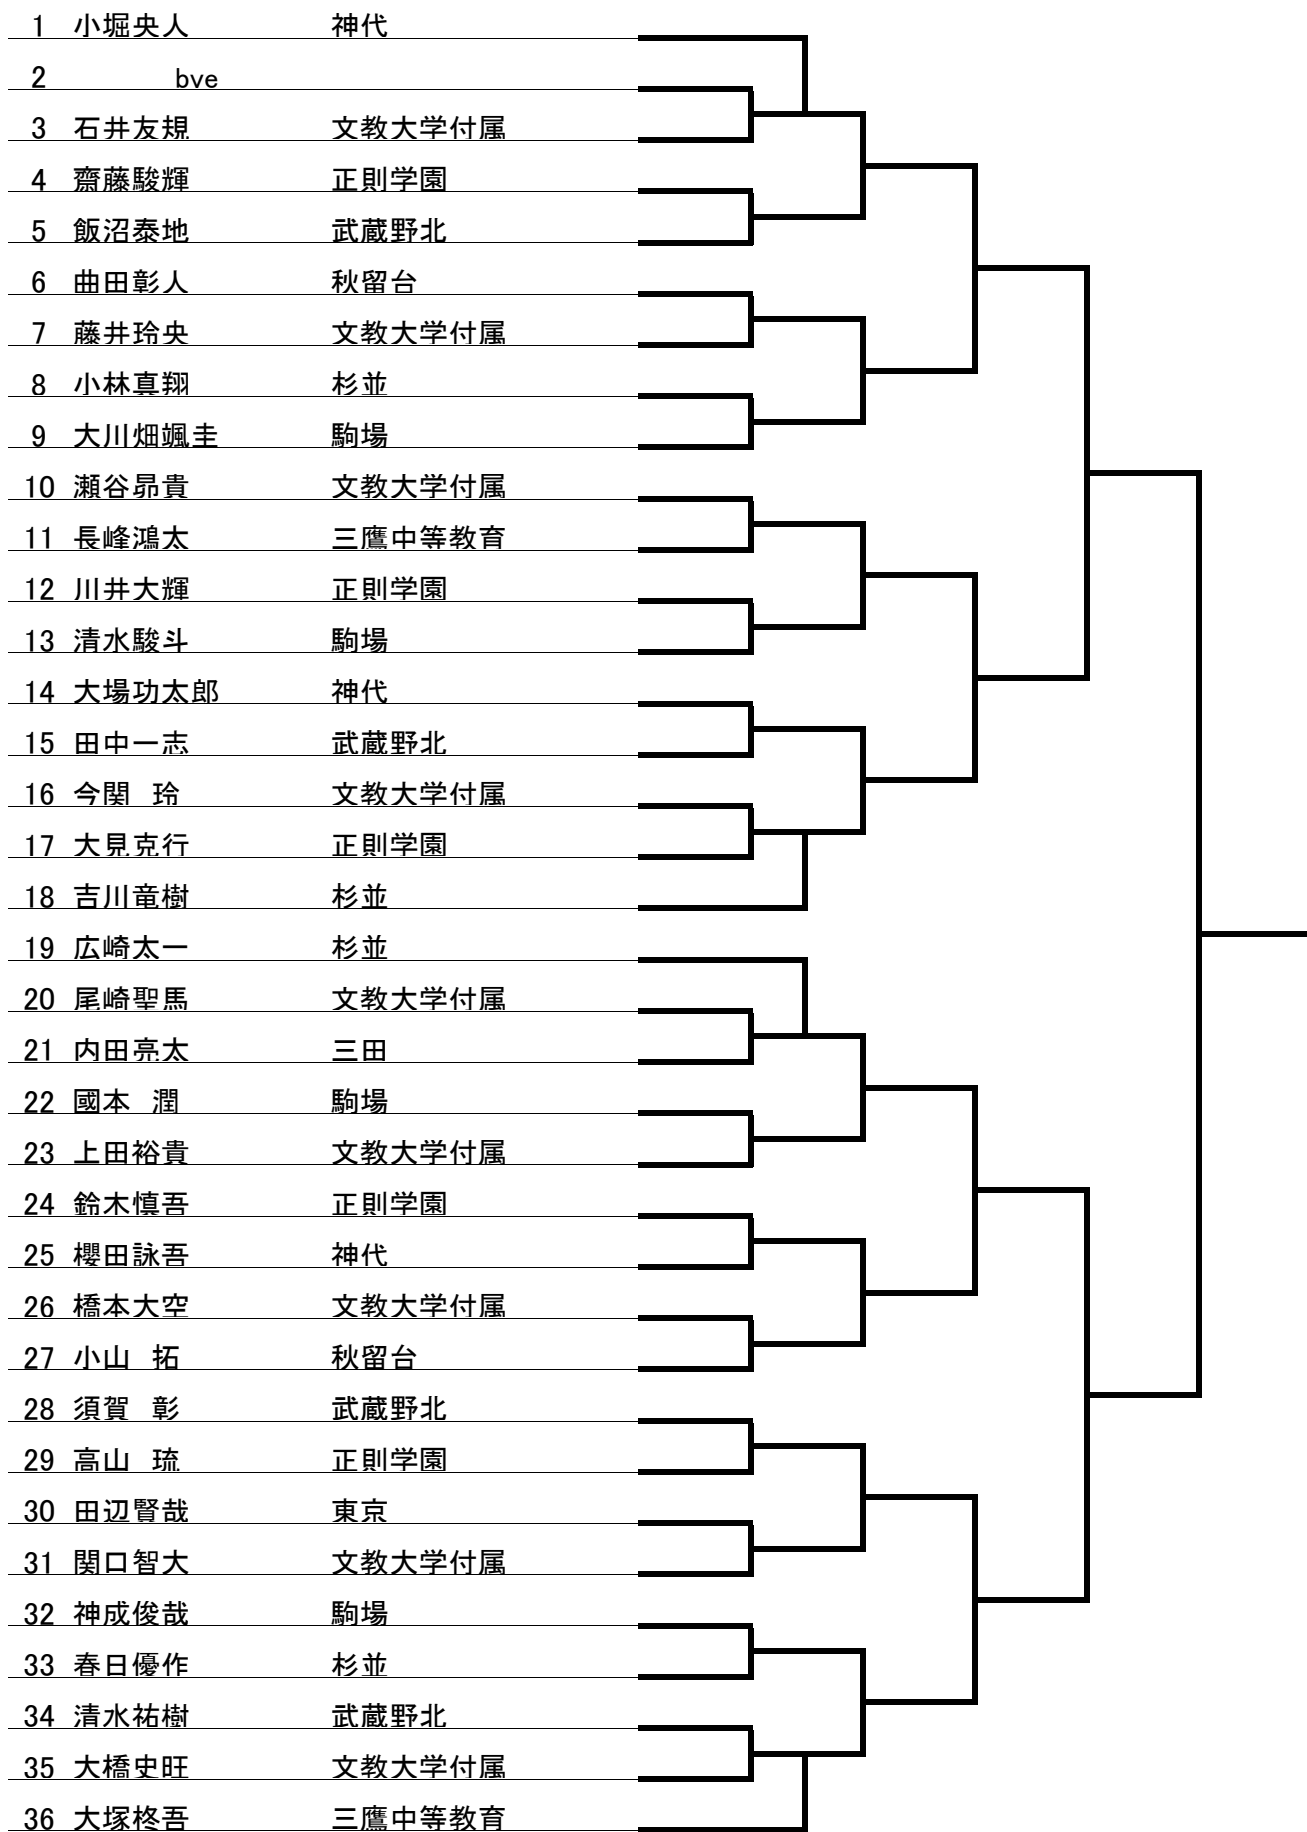 1 小堀央人 神代
2 bye
3 石井友規 文教大学付属
4 齋藤駿輝 正則学園
5 飯沼泰地 武蔵野北
6 曲田彰人 秋留台
7 藤井玲央 文教大学付属
8 小林真翔 杉並
9 大川畑颯圭 駒場
10 瀬谷昴貴 文教大学付属
11 長峰鴻太 三鷹中等教育
12 川井大輝 正則学園
13 清水駿斗 駒場
14 大場功太郎 神代
15 田中一志 武蔵野北
16 今関 玲 文教大学付属
17 大見克行 正則学園
18 吉川竜樹 杉並
19 広崎太一 杉並
20 尾崎聖馬 文教大学付属
21 内田亮太 三田
22 國本 潤 駒場
23 上田裕貴 文教大学付属
24 鈴木慎吾 正則学園
25 櫻田詠吾 神代
26 橋本大空 文教大学付属
27 小山 拓 秋留台
28 須賀 彰 武蔵野北
29 高山 琉 正則学園
30 田辺賢哉 東京
31 関口智大 文教大学付属
32 神成俊哉 駒場
33 春日優作 杉並
34 清水祐樹 武蔵野北
35 大橋史旺 文教大学付属
36 大塚柊吾 三鷹中等教育